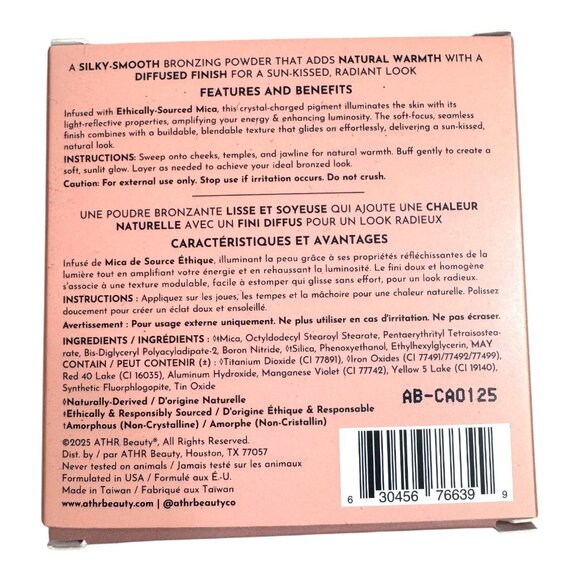 A SILKY-SMOOTH BRONZING POWDER THAT ADDS NATURAL WARMTH WITH A
DIFFUSED FINISH FOR A SUN-KISSED, RADIANT LOOK
FEATURES AND BENEFITS
Infused with Ethically-Sourced Mica, this crystal-charged pigment illuminates the skin with its
light-reflective properties, amplifying your energy & enhancing luminosity. The soft-focus, seamless
finish combines with a buildable, blendable texture that glides on effortlessly, delivering a sun-kissed,
natural look.
INSTRUCTIONS: Sweep onto cheeks, temples, and jawline for natural warmth. Buff gently to create a
soft, sunlit glow. Layer as needed to achieve your ideal bronzed look.
Caution: For external use only. Stop use if irritation occurs. Do not crush.
UNE POUDRE BRONZANTE LISSE ET SOYEUSE QUI AJOUTE UNE CHALEUR
NATURELLE AVEC UN FINI DIFFUS POUR UN LOOK RADIEUX
CARACTÉRISTIQUES ET AVANTAGES
Infusé de Mica de Source Éthique, illuminant la peau grâce à ses propriétés réfléchissantes de la
lumière tout en amplifiant votre énergie et en rehaussant la luminosité. Le fini doux et homogène
s'associe à une texture modulable, facile à estomper qui glisse sans effort, pour un look radieux.
INSTRUCTIONS : Appliquez sur les joues, les tempes et la mâchoire pour une chaleur naturelle. Polissez
doucement pour créer un éclat doux et ensoleillé.
Avertissement : Pour usage externe uniquement. Ne plus utiliser en cas d'irritation. Ne pas écraser.
INGREDIENTS / INGRÉDIENTS : ◊‡Mica, Octyldodecyl Stearoyl Stearate, Pentaerythrityl Tetraisostea-
rate, Bis-Diglyceryl Polyacyladipate-2, Boron Nitride, ◊†Silica, Phenoxyethanol, Ethylhexylglycerin, MAY
CONTAIN / PEUT CONTENIR (±) : ◊Titanium Dioxide (CI 77891), ◊Iron Oxides (CI 77491/77492/77499),
Red 40 Lake (CI 16035), Aluminum Hydroxide, Manganese Violet (CI 77742), Yellow 5 Lake (CI 19140),
Synthetic Fluorphlogopite, Tin Oxide
◊Naturally-Derived / D'origine Naturelle
‡Ethically & Responsibly Sourced / D'origine Éthique & Responsable
†Amorphous (Non-Crystalline) / Amorphe (Non-Cristallin)
AB-CA0125
©2025 ATHR Beauty®, All Rights Reserved.
Dist. by / par ATHR Beauty, Houston, TX 77057
Never tested on animals / Jamais testé sur les animaux
Formulated in USA / Formulé aux É.-U.
Made in Taiwan / Fabriqué aux Taïwan
www.athrbeauty.com | @athrbeautyco
6 30456 76639 9